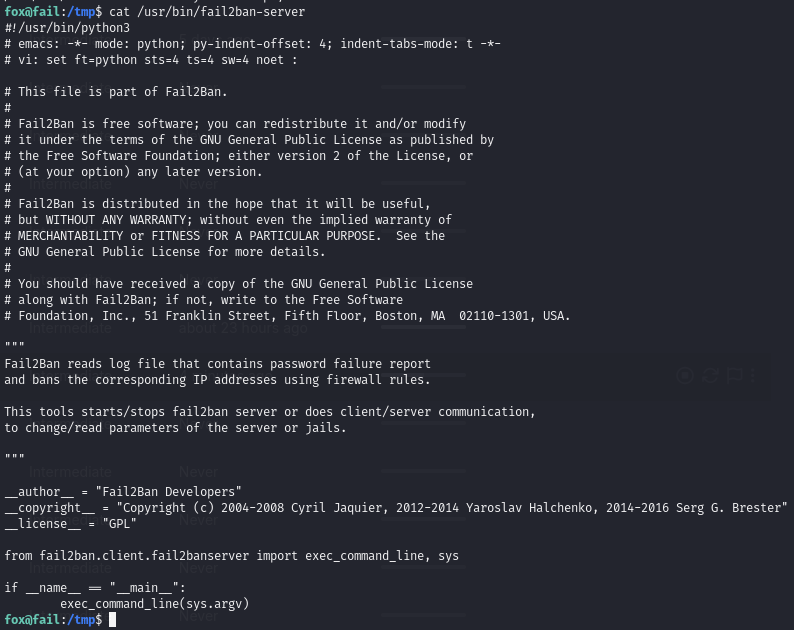 fox@fail:/tmp$ cat /usr/bin/fail2ban-server
#!/usr/bin/python3
# emacs: -*- mode: python; py-indent-offset: 4; indent-tabs-mode: t -*-
# vi: set ft=python sts=4 ts=4 sw=4 noet :

# This file is part of Fail2Ban.
#
# Fail2Ban is free software; you can redistribute it and/or modify
# it under the terms of the GNU General Public License as published by
# the Free Software Foundation; either version 2 of the License, or
# (at your option) any later version.
#
# Fail2Ban is distributed in the hope that it will be useful,
# but WITHOUT ANY WARRANTY; without even the implied warranty of
# MERCHANTABILITY or FITNESS FOR A PARTICULAR PURPOSE.  See the
# GNU General Public License for more details.
#
# You should have received a copy of the GNU General Public License
# along with Fail2Ban; if not, write to the Free Software
# Foundation, Inc., 51 Franklin Street, Fifth Floor, Boston, MA  02110-1301, USA.

"""
Fail2Ban reads log file that contains password failure report
and bans the corresponding IP addresses using firewall rules.

This tools starts/stops fail2ban server or does client/server communication,
to change/read parameters of the server or jails.

"""

__author__ = "Fail2Ban Developers"
__copyright__ = "Copyright (c) 2004-2008 Cyril Jaquier, 2012-2014 Yaroslav Halchenko, 2014-2016 Serg G. Brester"
__license__ = "GPL"

from fail2ban.client.fail2banserver import exec_command_line, sys

if __name__ == "__main__":
        exec_command_line(sys.argv)
fox@fail:/tmp$
Intermediate Never
Intermediate about 23 hours ago
Intermediate Never